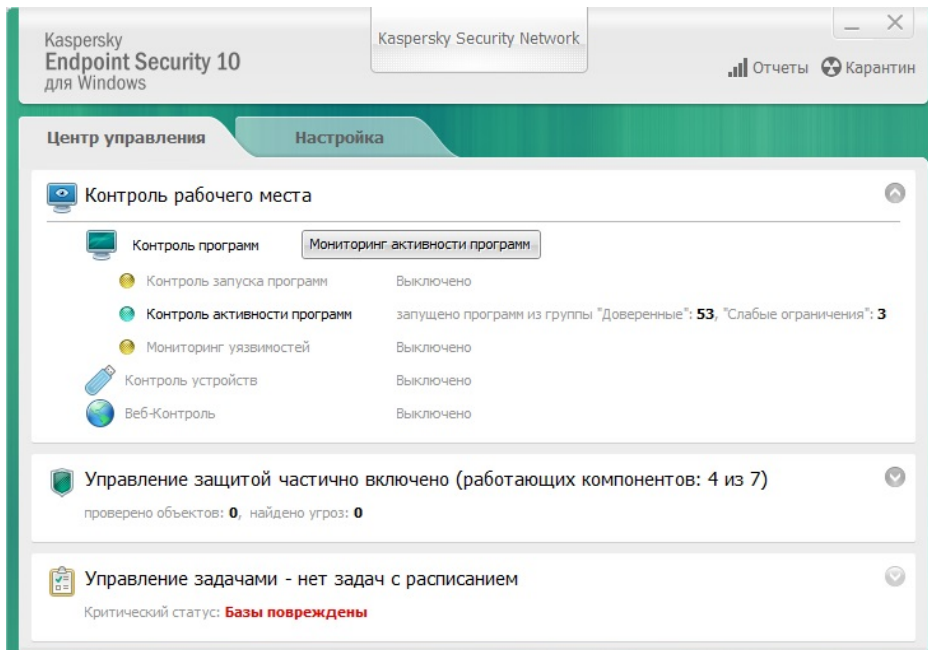 Kaspersky
Endpoint Security 10
для Windows
Kaspersky Security Network
Отчеты Карантин
Центр управления Настройка
Контроль рабочего места
Контроль программ Мониторинг активности программ
Контроль запуска программ Выключено
Контроль активности программ запущено программ из группы "Доверенные": 53, "Слабые ограничения": 3
Мониторинг уязвимостей Выключено
Контроль устройств Выключено
Веб-Контроль Выключено
Управление защитой частично включено (работающих компонентов: 4 из 7)
проверено объектов: 0, найдено угроз: 0
Управление задачами - нет задач с расписанием
Критический статус: Базы повреждены